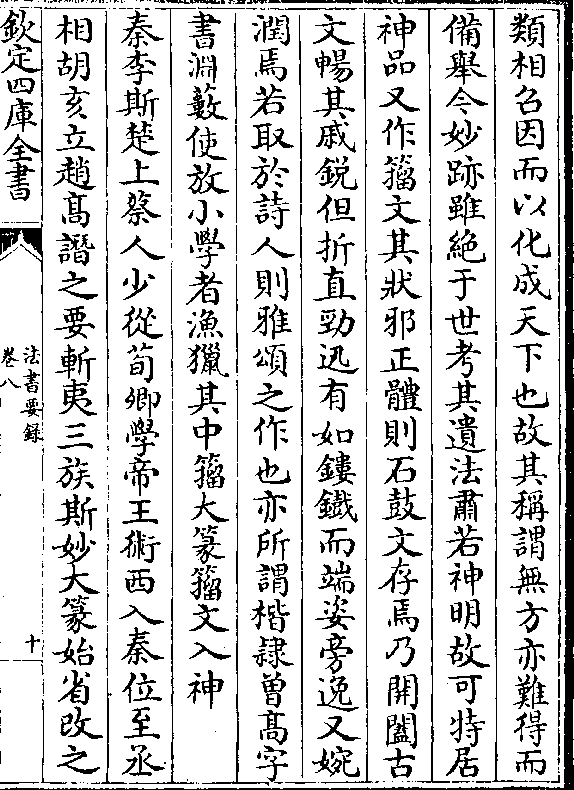 類相名因而以化成天下也故其稱謂無方亦難得而
備舉今妙跡雖絶于世考其遺法肅若神明故可特居
神品又作籀文其狀邪正體則石鼓文存焉乃開闔古
文暢其戚鋭但折直勁迅有如鏤鐵而端姿旁逸又婉
潤焉若取於詩人則雅頌之作也亦所謂楷隷曾髙字
書淵藪使放小學者漁獵其中籀大篆籀文入神
秦李斯楚上蔡人少從荀卿學帝王術西入秦位至丞
相胡亥立趙髙譖之要斬夷三族斯妙大篆始省改之
欽定四庫全書
法書要録
卷八
十